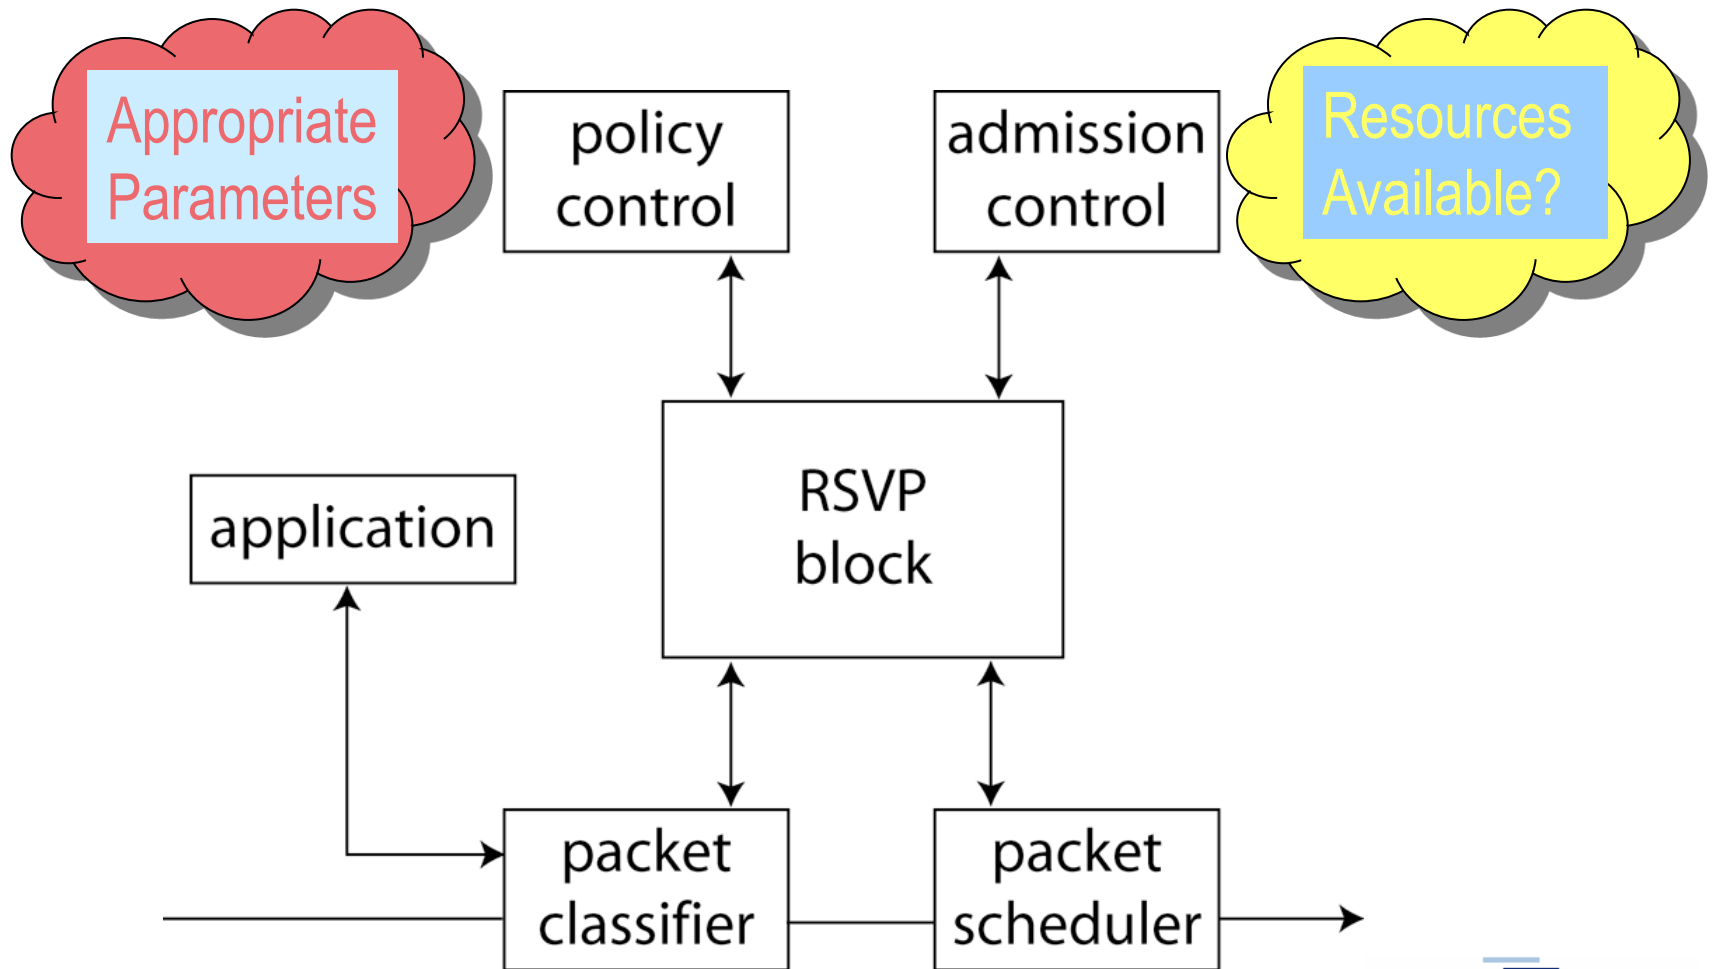 Appropriate
Parameters
policy
control
admission
control
Resources
Available?
RSVP
block
application
packet
classifier
packet
scheduler